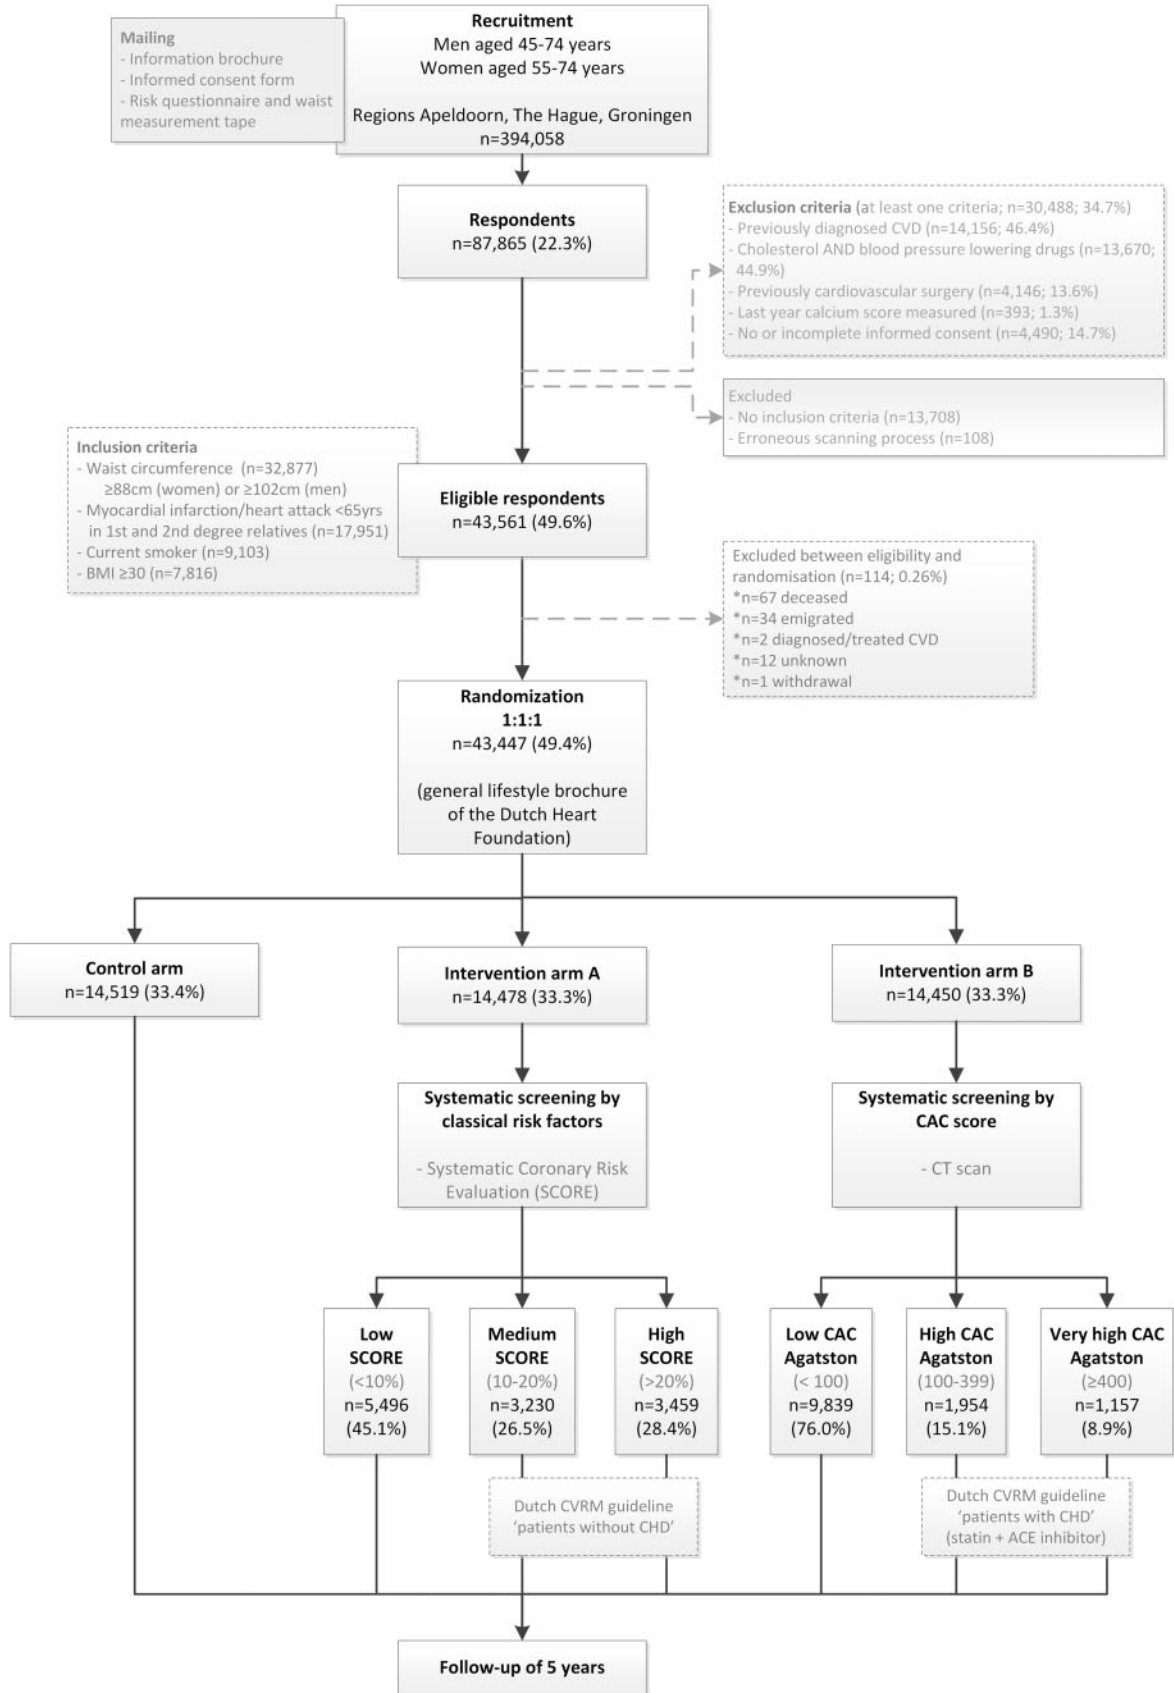 Mailing
- Information brochure
- Informed consent form
- Risk questionnaire and waist
measurement tape
Recruitment
Men aged 45-74 years
Women aged 55-74 years
Regions Apeldoorn, The Hague, Groningen
n=394,058
Respondents
n=87,865 (22.3%)
Exclusion criteria (at least one criteria; n=30,488; 34.7%)
- Previously diagnosed CVD (n=14,156; 46.4%)
- Cholesterol AND blood pressure lowering drugs (n=13,670;
44.9%)
- Previously cardiovascular surgery (n=4,146; 13.6%)
- Last year calcium score measured (n=393; 1.3%)
- No or incomplete informed consent (n=4,490; 14.7%)
Excluded
- No inclusion criteria (n=13,708)
- Erroneous scanning process (n=108)
Inclusion criteria
- Waist circumference (n=32,877)
≥88cm (women) or ≥102cm (men)
- Myocardial infarction/heart attack <65yrs
in 1st and 2nd degree relatives (n=17,951)
- Current smoker (n=9,103)
- BMI ≥30 (n=7,816)
Eligible respondents
n=43,561 (49.6%)
Excluded between eligibility and
randomisation (n=114; 0.26%)
*n=67 deceased
*n=34 emigrated
*n=2 diagnosed/treated CVD
*n=12 unknown
*n=1 withdrawal
Randomization
1:1:1
n=43,447 (49.4%)
(general lifestyle brochure
of the Dutch Heart
Foundation)
Control arm
n=14,519 (33.4%)
Intervention arm A
n=14,478 (33.3%)
Intervention arm B
n=14,450 (33.3%)
Systematic screening by
classical risk factors
- Systematic Coronary Risk
Evaluation (SCORE)
Systematic screening by
CAC score
- CT scan
Low
SCORE
(<10%)
n=5,496
(45.1%)
Medium
SCORE
(10-20%)
n=3,230
(26.5%)
High
SCORE
(>20%)
n=3,459
(28.4%)
Low CAC
Agatston
(< 100)
n=9,839
(76.0%)
High CAC
Agatston
(100-399)
n=1,954
(15.1%)
Very high CAC
Agatston
(≥400)
n=1,157
(8.9%)
Dutch CVRM guideline
'patients without CHD'
Dutch CVRM guideline
'patients with CHD'
(statin + ACE inhibitor)
Follow-up of 5 years